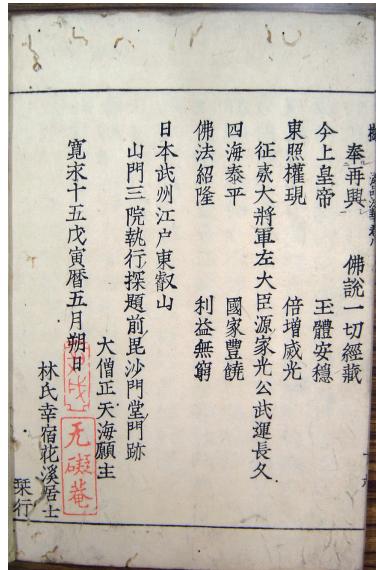 奉再興 佛說一切經藏
今上皇帝 玉體安穩
東照權現 倍增威光
征夷大將軍左大臣源家光公武運長久
四海泰平 國家豐饒
佛法紹隆 利益無窮
日本武州江戶東叡山
山門三院執行探題前毘沙門堂門跡
大僧正天海願主
寬永十五戊寅曆五月朔日
林氏幸宿花溪居士
栞行
无礙菴